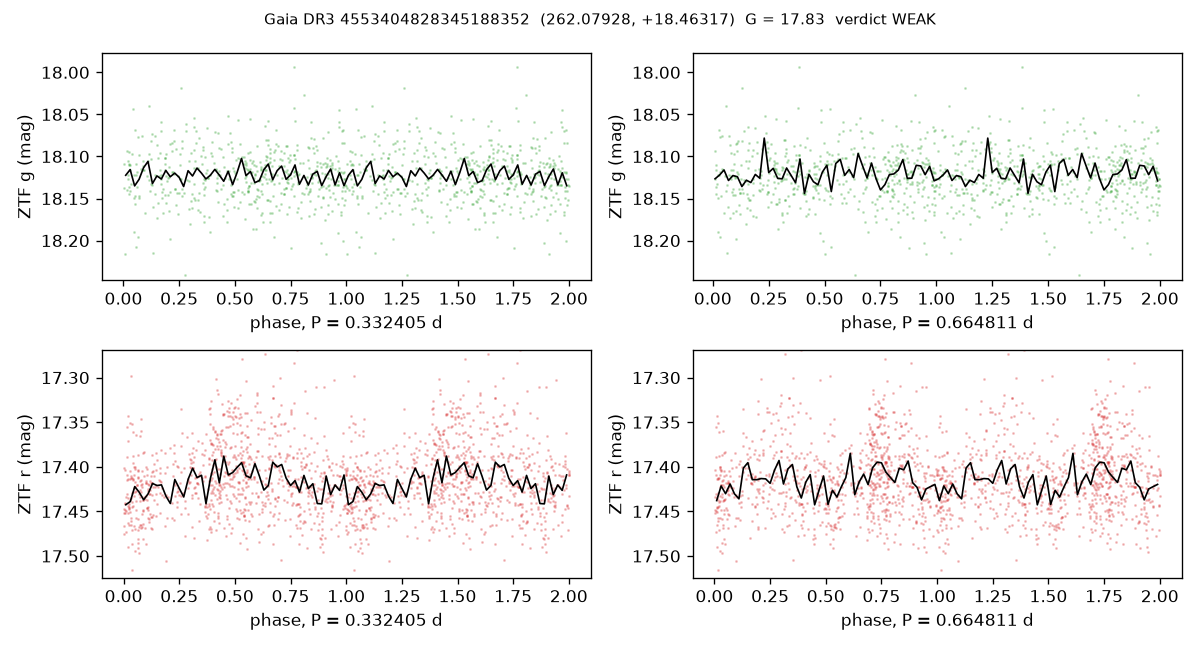 Gaia DR3 4553404828345188352 (262.07928, +18.46317) G = 17.83 verdict WEAK
ZTF g (mag)
18.00
18.05
18.10
18.15
18.20
0.00 0.25 0.50 0.75 1.00 1.25 1.50 1.75 2.00
phase, P = 0.332405 d
ZTF g (mag)
18.00
18.05
18.10
18.15
18.20
0.00 0.25 0.50 0.75 1.00 1.25 1.50 1.75 2.00
phase, P = 0.664811 d
ZTF r (mag)
17.30
17.35
17.40
17.45
17.50
0.00 0.25 0.50 0.75 1.00 1.25 1.50 1.75 2.00
phase, P = 0.332405 d
ZTF r (mag)
17.30
17.35
17.40
17.45
17.50
0.00 0.25 0.50 0.75 1.00 1.25 1.50 1.75 2.00
phase, P = 0.664811 d